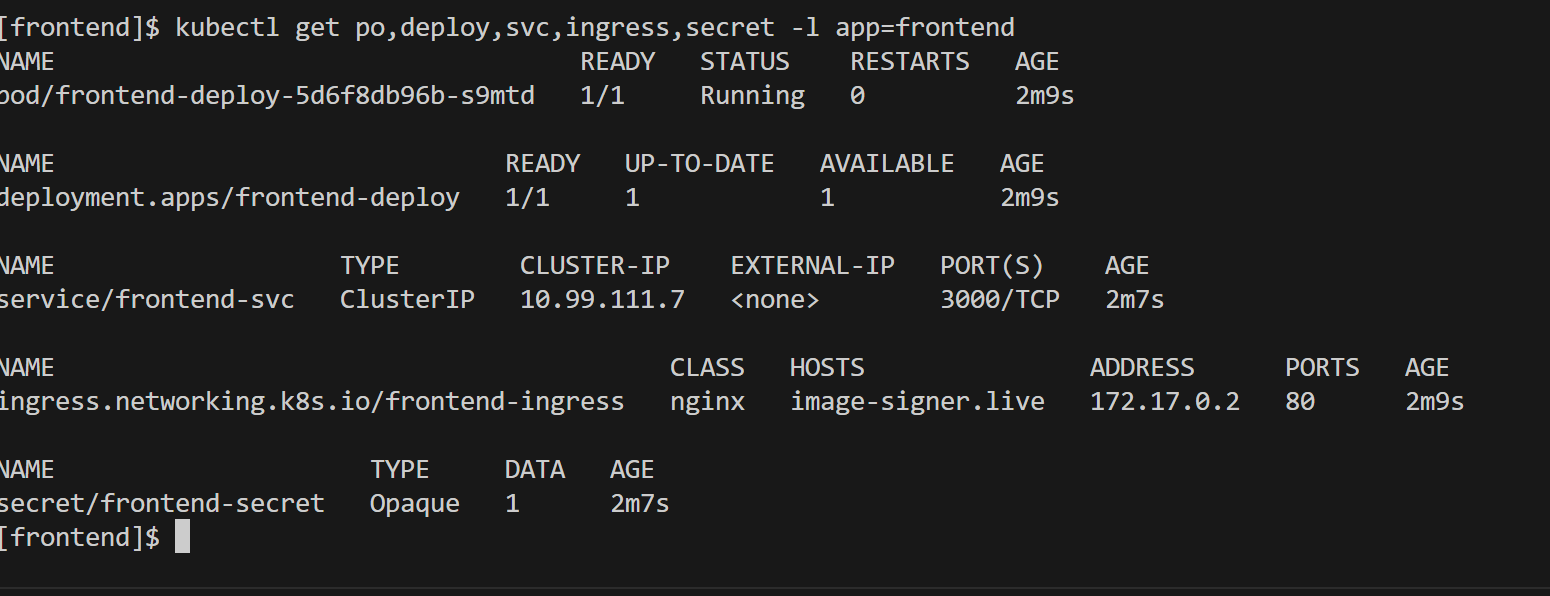 [frontend]$ kubectl get po,deploy,svc,ingress,secret -l app=frontend
NAME                                   READY   STATUS    RESTARTS   AGE
pod/frontend-deploy-5d6f8db96b-s9mtd   1/1     Running   0          2m9s

NAME                              READY   UP-TO-DATE   AVAILABLE   AGE
deployment.apps/frontend-deploy   1/1     1            1           2m9s

NAME                   TYPE        CLUSTER-IP    EXTERNAL-IP   PORT(S)    AGE
service/frontend-svc   ClusterIP   10.99.111.7   <none>        3000/TCP   2m7s

NAME                                         CLASS   HOSTS               ADDRESS      PORTS   AGE
ingress.networking.k8s.io/frontend-ingress   nginx   image-signer.live   172.17.0.2   80      2m9s

NAME                     TYPE     DATA   AGE
secret/frontend-secret   Opaque   1      2m7s
[frontend]$